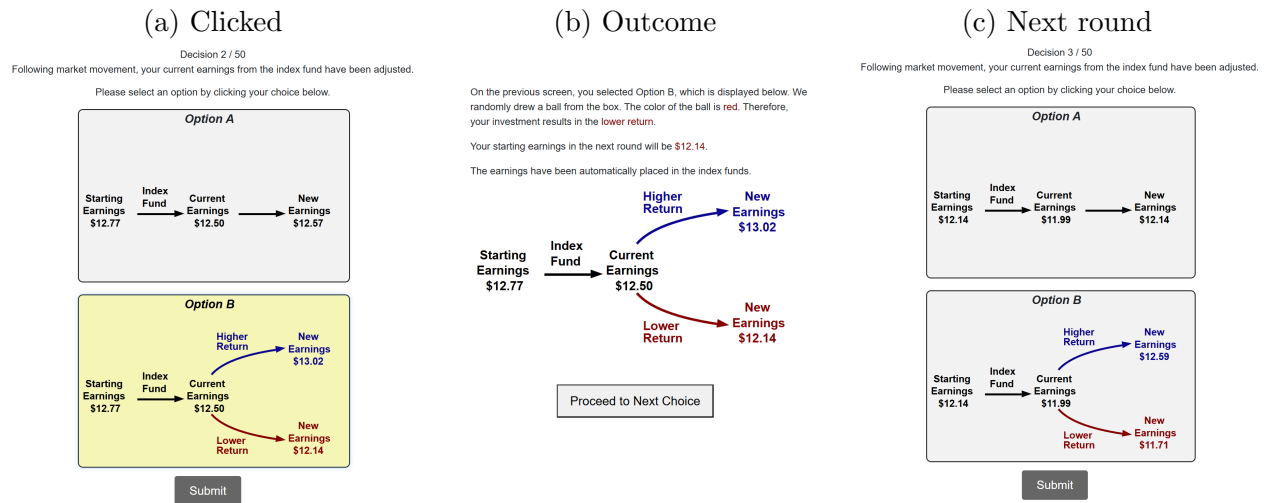 (a) Clicked
Decision 2 / 50
Following market movement, your current earnings from the index fund have been adjusted.
Please select an option by clicking your choice below.
Option A
Starting
Earnings
$12.77
Index
Fund
Current
Earnings
$12.50
New
Earnings
$12.57
Option B
Starting
Earnings
$12.77
Index
Fund
Current
Earnings
$12.50
Higher
Return
New
Earnings
$13.02
Lower
Return
New
Earnings
$12.14
Submit
(b) Outcome
On the previous screen, you selected Option B, which is displayed below. We
randomly drew a ball from the box. The color of the ball is red. Therefore,
your investment results in the lower return.
Your starting earnings in the next round will be $12.14.
The earnings have been automatically placed in the index funds.
Starting
Earnings
$12.77
Index
Fund
Current
Earnings
$12.50
Higher
Return
New
Earnings
$13.02
Lower
Return
New
Earnings
$12.14
Proceed to Next Choice
(c) Next round
Decision 3 / 50
Following market movement, your current earnings from the index fund have been adjusted.
Please select an option by clicking your choice below.
Option A
Starting
Earnings
$12.14
Index
Fund
Current
Earnings
$11.99
New
Earnings
$12.14
Option B
Starting
Earnings
$12.14
Index
Fund
Current
Earnings
$11.99
Higher
Return
New
Earnings
$12.59
Lower
Return
New
Earnings
$11.71
Submit